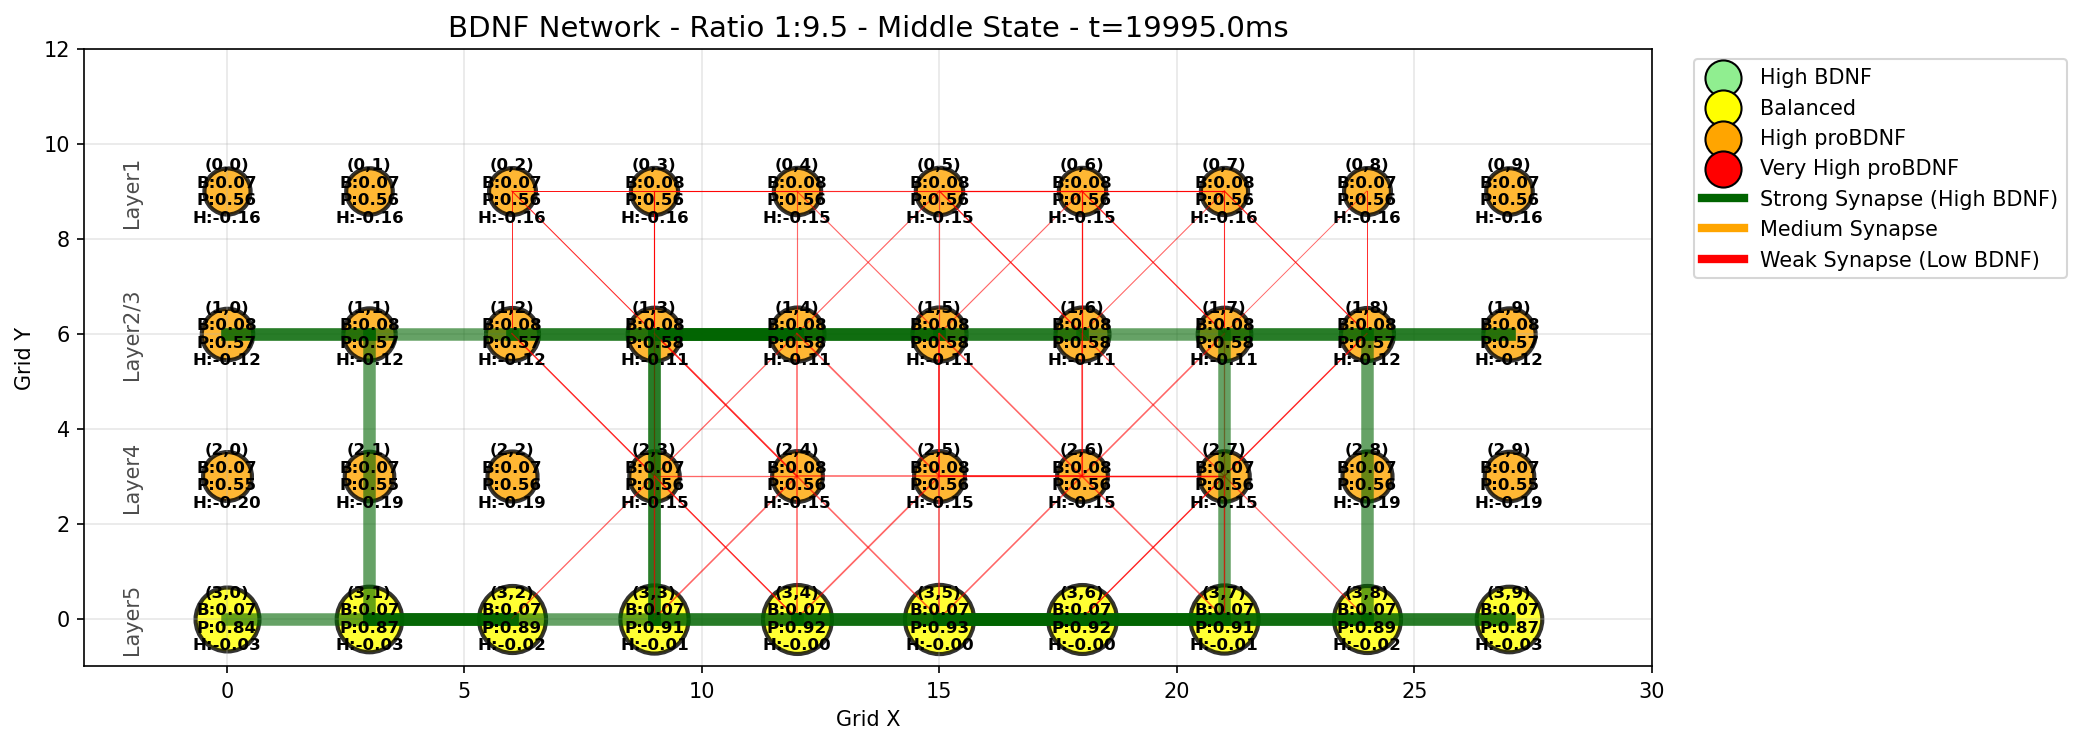 BDNF Network - Ratio 1:9.5 - Middle State - t=19995.0ms
Grid Y
12
10
8
6
4
2
0
Layer1
Layer2/3
Layer4
Layer5
(0,0) (0,1) (0,2) (0,3) (0,4) (0,5) (0,6) (0,7) (0,8) (0,9)
B:0.07 B:0.07 B:0.07 B:0.08 B:0.08 B:0.08 B:0.08 B:0.08 B:0.07 B:0.07
P:0.56 P:0.56 P:0.56 P:0.56 P:0.56 P:0.56 P:0.56 P:0.56 P:0.56 P:0.56
H:-0.16 H:-0.16 H:-0.16 H:-0.16 H:-0.15 H:-0.15 H:-0.15 H:-0.16 H:-0.16 H:-0.16
(1,0) (1,1) (1,2) (1,3) (1,4) (1,5) (1,6) (1,7) (1,8) (1,9)
B:0.08 B:0.08 B:0.08 B:0.08 B:0.08 B:0.08 B:0.08 B:0.08 B:0.08 B:0.08
P:0.57 P:0.57 P:0.57 P:0.58 P:0.58 P:0.58 P:0.58 P:0.58 P:0.57 P:0.57
H:-0.12 H:-0.12 H:-0.12 H:-0.11 H:-0.11 H:-0.11 H:-0.11 H:-0.11 H:-0.12 H:-0.12
(2,0) (2,1) (2,2) (2,3) (2,4) (2,5) (2,6) (2,7) (2,8) (2,9)
B:0.07 B:0.07 B:0.07 B:0.07 B:0.08 B:0.08 B:0.08 B:0.07 B:0.07 B:0.07
P:0.55 P:0.55 P:0.56 P:0.56 P:0.56 P:0.56 P:0.56 P:0.56 P:0.56 P:0.55
H:-0.20 H:-0.19 H:-0.19 H:-0.15 H:-0.15 H:-0.15 H:-0.15 H:-0.15 H:-0.19 H:-0.19
(3,0) (3,1) (3,2) (3,3) (3,4) (3,5) (3,6) (3,7) (3,8) (3,9)
B:0.07 B:0.07 B:0.07 B:0.07 B:0.07 B:0.07 B:0.07 B:0.07 B:0.07 B:0.07
P:0.84 P:0.87 P:0.89 P:0.91 P:0.92 P:0.93 P:0.92 P:0.91 P:0.89 P:0.87
H:-0.03 H:-0.03 H:-0.02 H:-0.01 H:-0.00 H:-0.00 H:-0.00 H:-0.01 H:-0.02 H:-0.03
0 5 10 15 20 25 30
Grid X
High BDNF
Balanced
High proBDNF
Very High proBDNF
Strong Synapse (High BDNF)
Medium Synapse
Weak Synapse (Low BDNF)